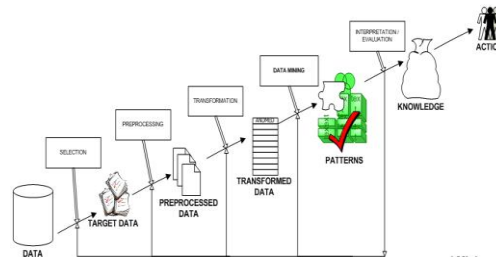 INTERPRETATION /
EVALUATION
ACTION
DATA MINING
TRANSFORMATION
PREPROCESSING
SELECTION
KNOWLEDGE
PATTERNS
TRANSFORMED
DATA
PREPROCESSED
DATA
TARGET DATA
DATA